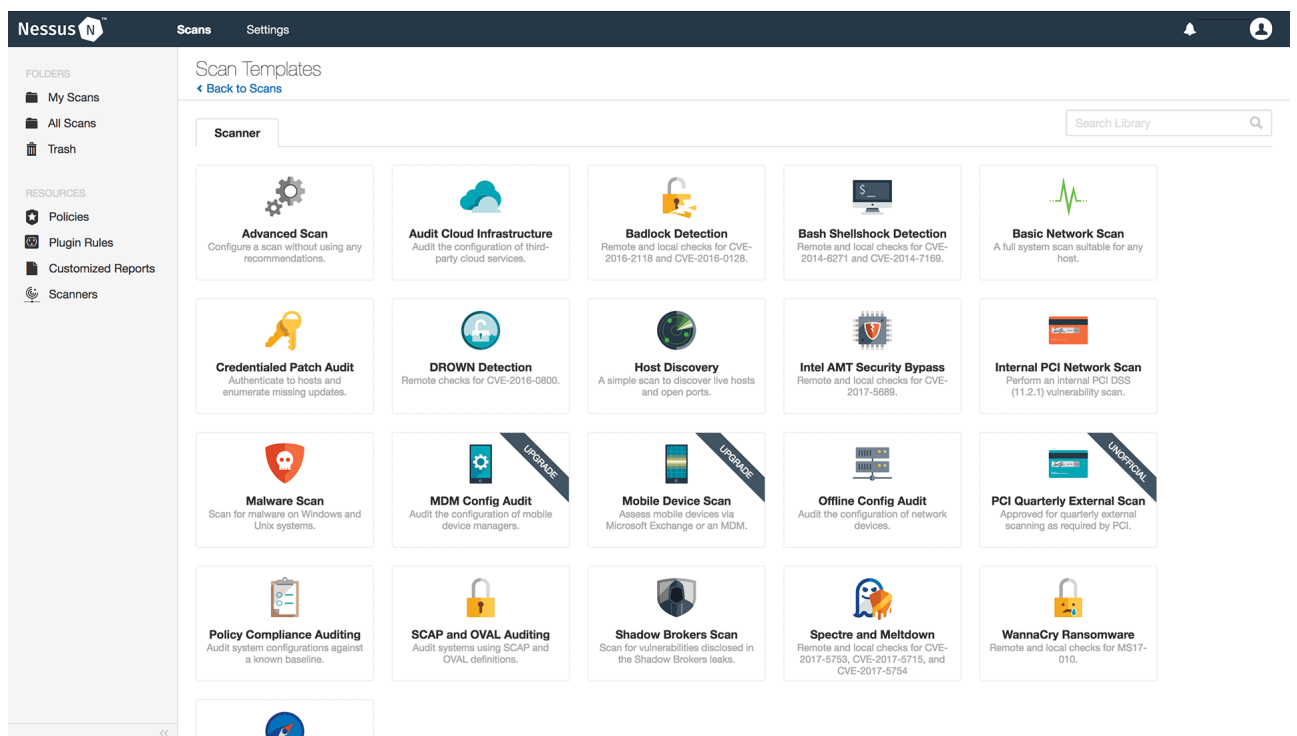 Nessus N ™
Scans Settings
FOLDERS
My Scans
All Scans
Trash
RESOURCES
Policies
Plugin Rules
Customized Reports
Scanners
Scan Templates
Back to Scans
Scanner
Search Library
Advanced Scan
Configure a scan without using any
recommendations.
Audit Cloud Infrastructure
Audit the configuration of third-
party cloud services.
Badlock Detection
Remote and local checks for CVE-
2016-2118 and CVE-2016-0128.
$_
Bash Shellshock Detection
Remote and local checks for CVE-
2014-6271 and CVE-2014-7169.
Basic Network Scan
A full system scan suitable for any
host.
Credentialed Patch Audit
Authenticate to hosts and
enumerate missing updates.
DROWN Detection
Remote checks for CVE-2016-0800.
Host Discovery
A simple scan to discover live hosts
and open ports.
Intel AMT Security Bypass
Remote and local checks for CVE-
2017-5689.
Internal PCI Network Scan
Perform an internal PCI DSS
(11.2.1) vulnerability scan.
Malware Scan
Scan for malware on Windows and
Unix systems.
UPGRADE
MDM Config Audit
Audit the configuration of mobile
device managers.
UPGRADE
Mobile Device Scan
Assess mobile devices via
Microsoft Exchange or an MDM.
Offline Config Audit
Audit the configuration of network
devices.
UNOFFICIAL
PCI Quarterly External Scan
Approved for quarterly external
scanning as required by PCI.
Policy Compliance Auditing
Audit system configurations against
a known baseline.
SCAP and OVAL Auditing
Audit systems using SCAP and
OVAL definitions.
Shadow Brokers Scan
Scan for vulnerabilities disclosed in
the Shadow Brokers leaks.
Spectre and Meltdown
Remote and local checks for CVE-
2017-5753, CVE-2017-5715, and
CVE-2017-5754
WannaCry Ransomware
Remote and local checks for MS17-
010.